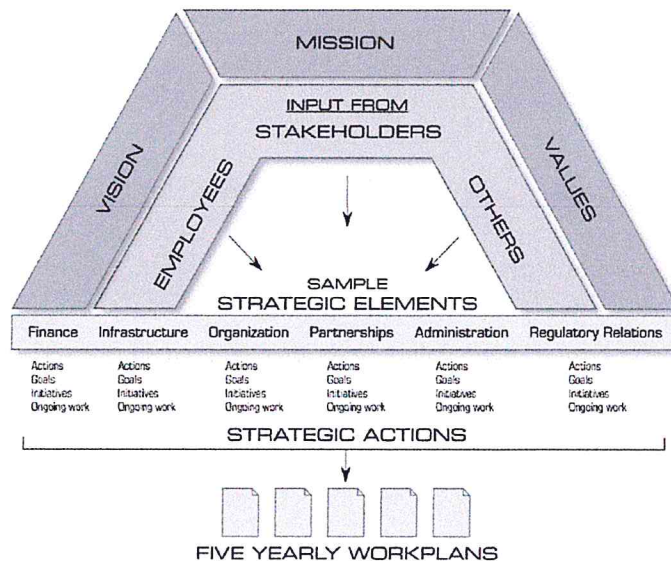 MISSION
VISION
VALUES
INPUT FROM
STAKEHOLDERS
EMPLOYEES
OTHERS
SAMPLE
STRATEGIC ELEMENTS
Finance Infrastructure Organization Partnerships Administration Regulatory Relations
Actions Actions Actions Actions Actions Actions
Goals Goals Goals Goals Goals Goals
Initiatives Initiatives Initiatives Initiatives Initiatives Initiatives
Ongoing work Ongoing work Ongoing work Ongoing work Ongoing work Ongoing work
STRATEGIC ACTIONS
FIVE YEARLY WORKPLANS